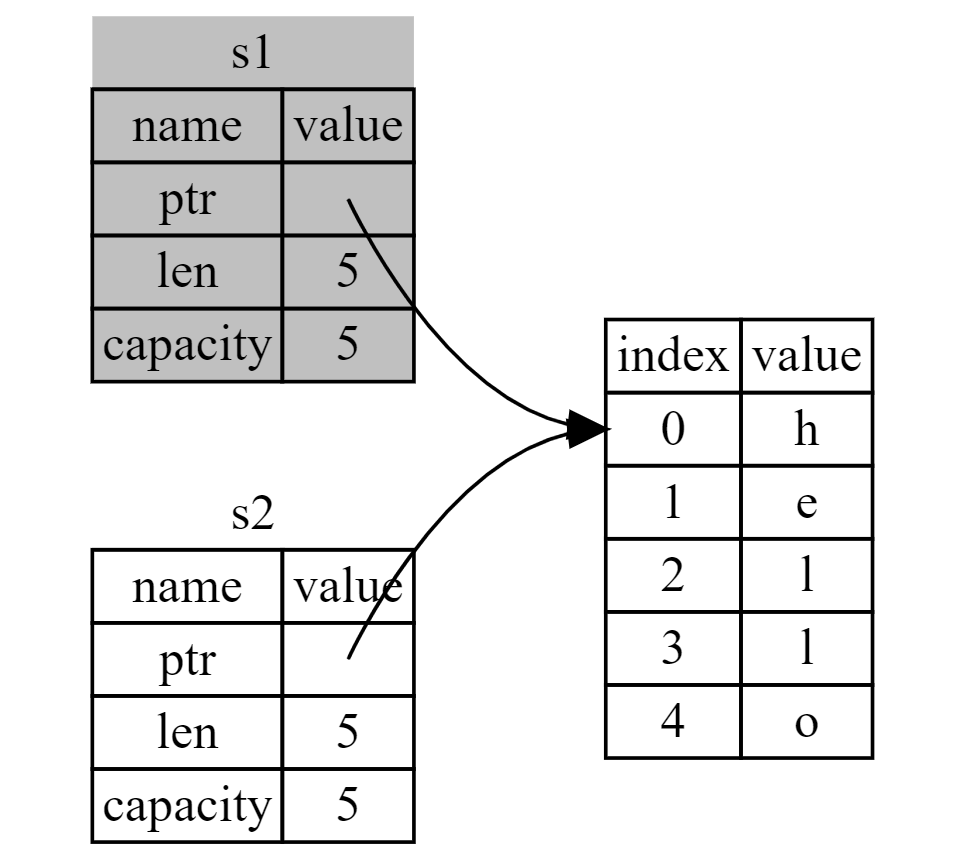 s1
name value
ptr
len 5
capacity 5
s2
name value
ptr
len 5
capacity 5
index value
0 h
1 e
2 l
3 l
4 o